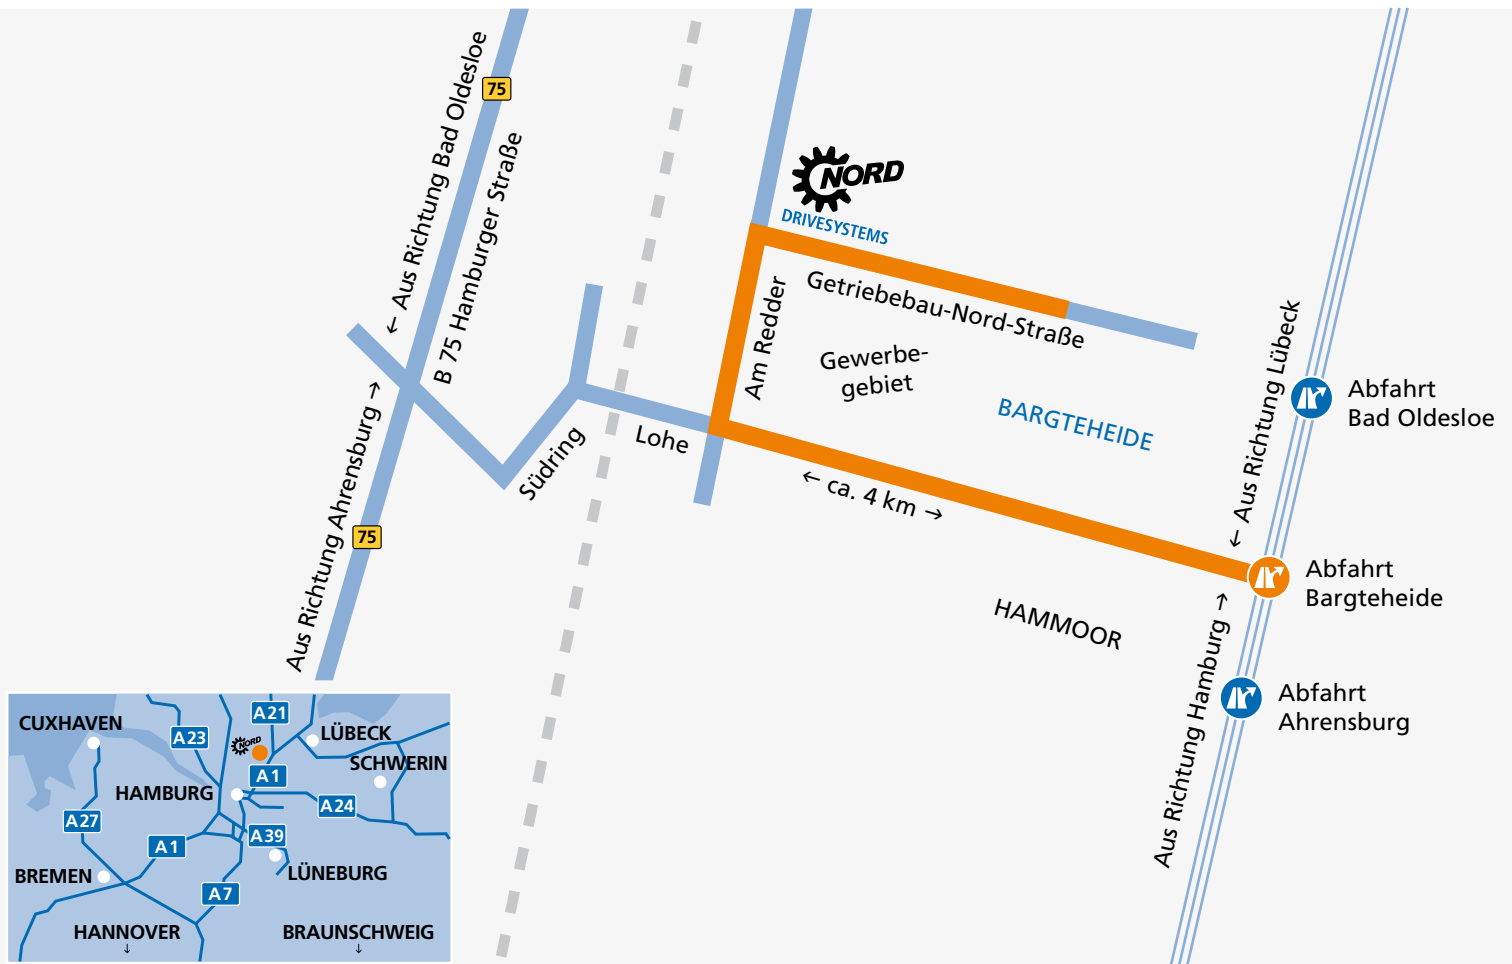 ← Aus Richtung Bad Oldesloe
75
B 75 Hamburger Straße
Aus Richtung Ahrensburg →
75
Südring
Lohe
NORD
DRIVESYSTEMS
Getriebebau-Nord-Straße
Am Redder
Gewerbe-
gebiet
BARGTEHEIDE
← ca. 4 km →
HAMMOOR
← Aus Richtung Lübeck
Aus Richtung Hamburg →
Abfahrt
Bad Oldesloe
Abfahrt
Bargteheide
Abfahrt
Ahrensburg
CUXHAVEN
A23
A21
NORD
LÜBECK
SCHWERIN
A1
HAMBURG
A24
A27
A1
A39
BREMEN
LÜNEBURG
A7
HANNOVER
↓
BRAUNSCHWEIG
↓